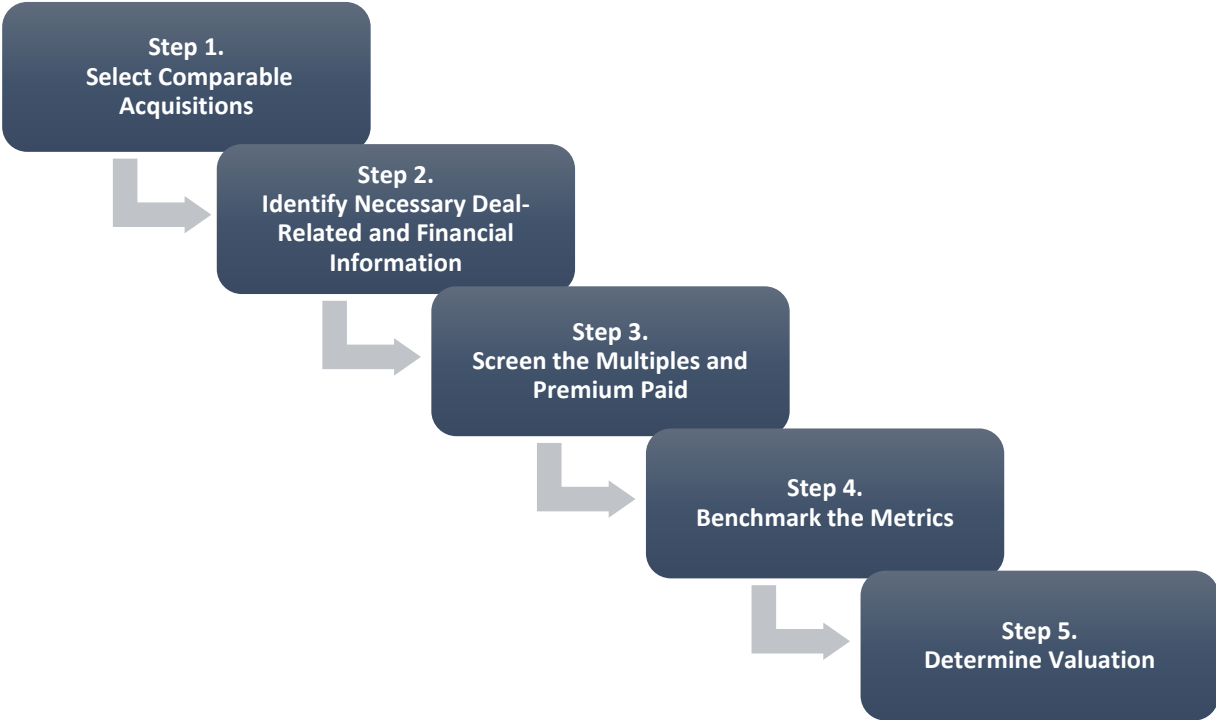 Step 1.
Select Comparable
Acquisitions
Step 2.
Identify Necessary Deal-
Related and Financial
Information
Step 3.
Screen the Multiples and
Premium Paid
Step 4.
Benchmark the Metrics
Step 5.
Determine Valuation